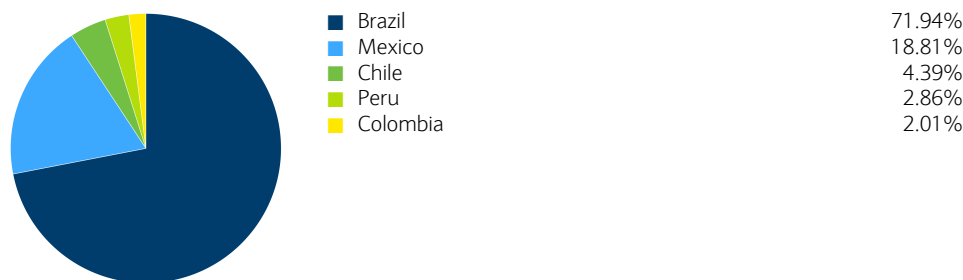 Brazil 71.94%
Mexico 18.81%
Chile 4.39%
Peru 2.86%
Colombia 2.01%